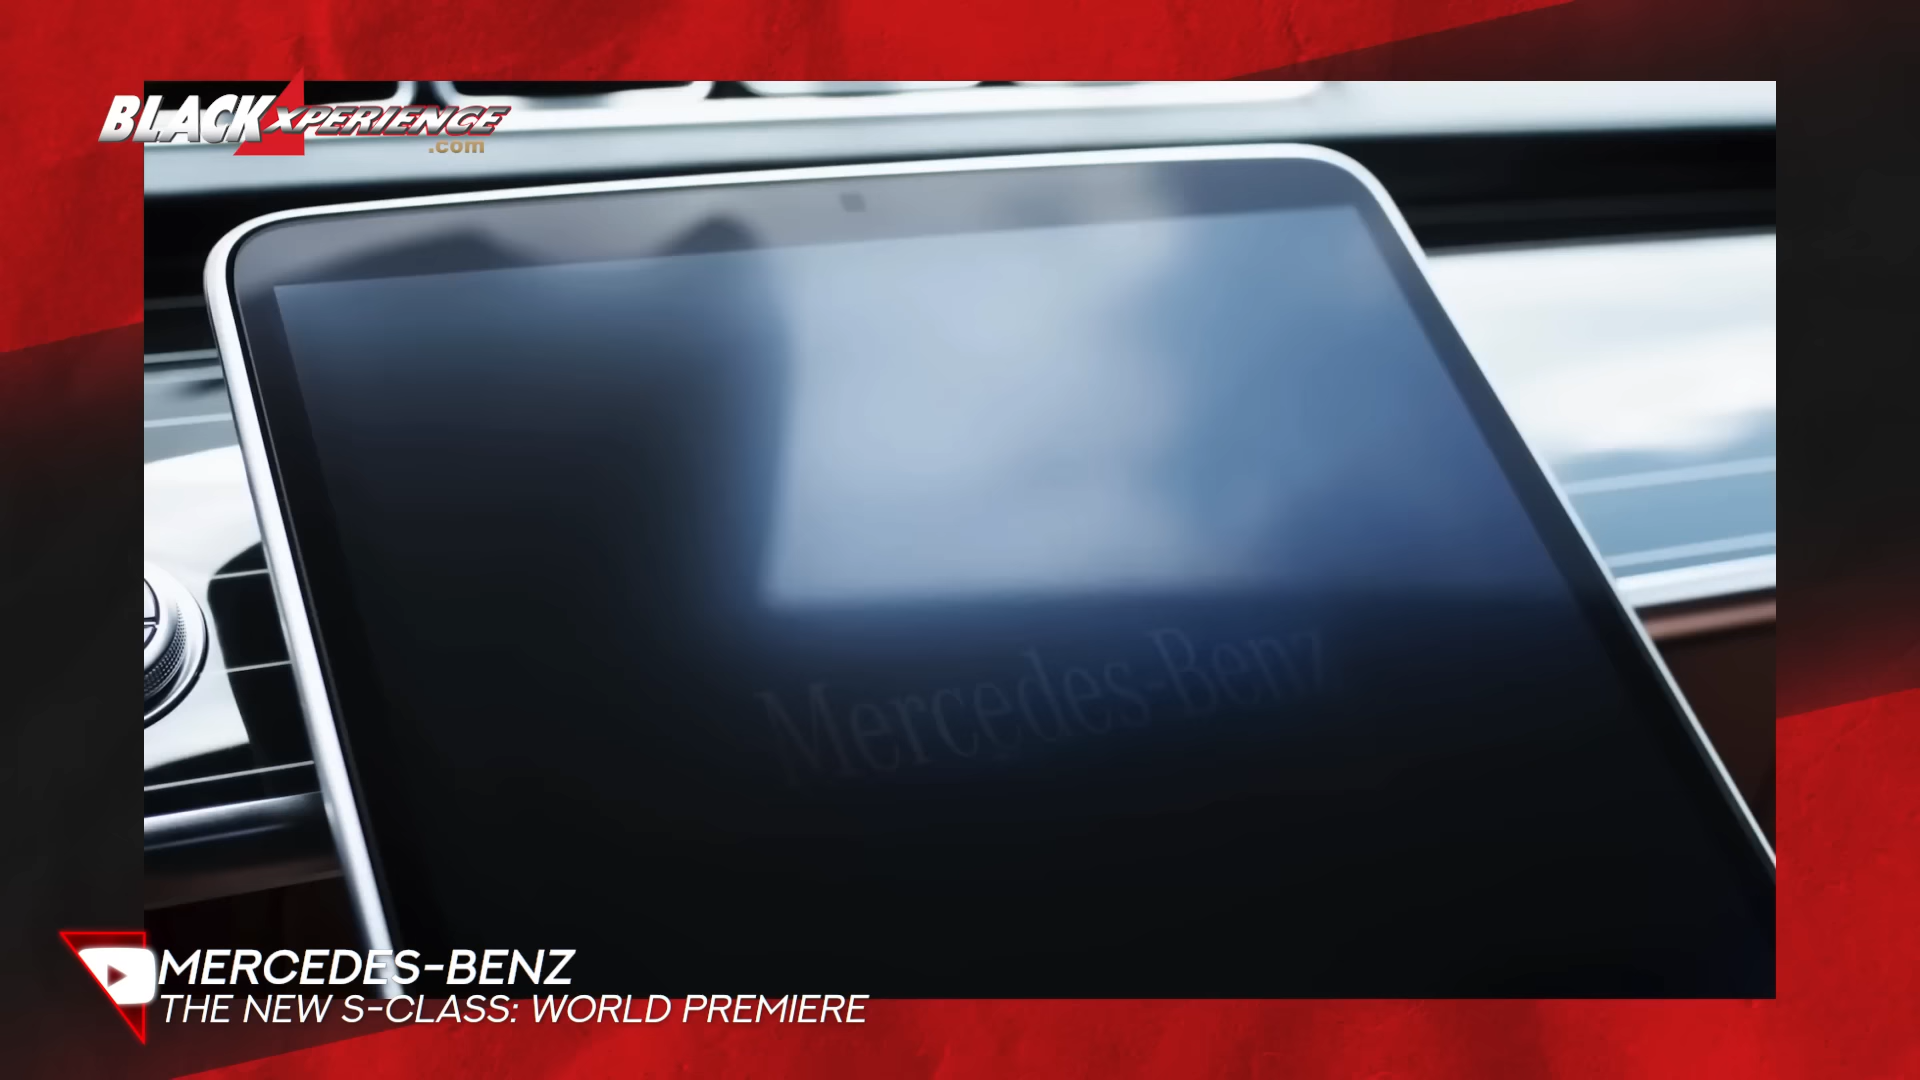 BLACKXPERIENCE
.com
Mercedes-Benz
MERCEDES-BENZ
THE NEW S-CLASS: WORLD PREMIERE